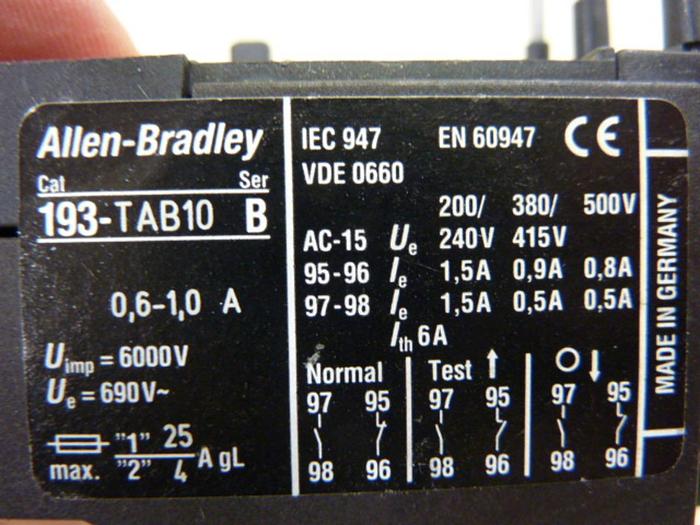 Allen-Bradley
Cat Ser
193-TAB10 B
0,6-1,0 A
Uimp = 6000V
Ue = 690V~
max. "1" 25 "2" 4 A gL
IEC 947 EN 60947 CE
VDE 0660
200/ 380/ 500V
AC-15 Ue 240V 415V
95-96 Ie 1,5A 0,9A 0,8A
97-98 Ie 1,5A 0,5A 0,5A
Ith 6A
Normal Test ↑ O ↓
97 95 97 95 97 95
98 96 98 96 98 96
MADE IN GERMANY